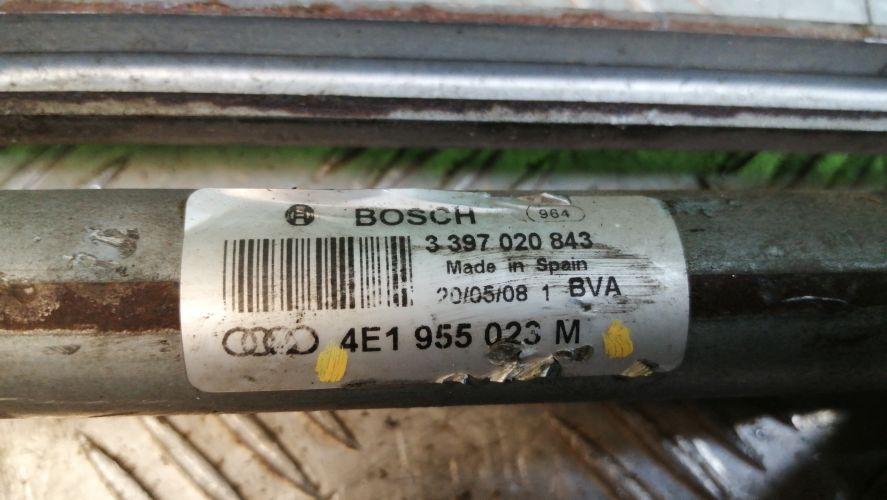 BOSCH 964
3 397 020 843
Made in Spain
20/05/08 1 BVA
4E1 955 023 M